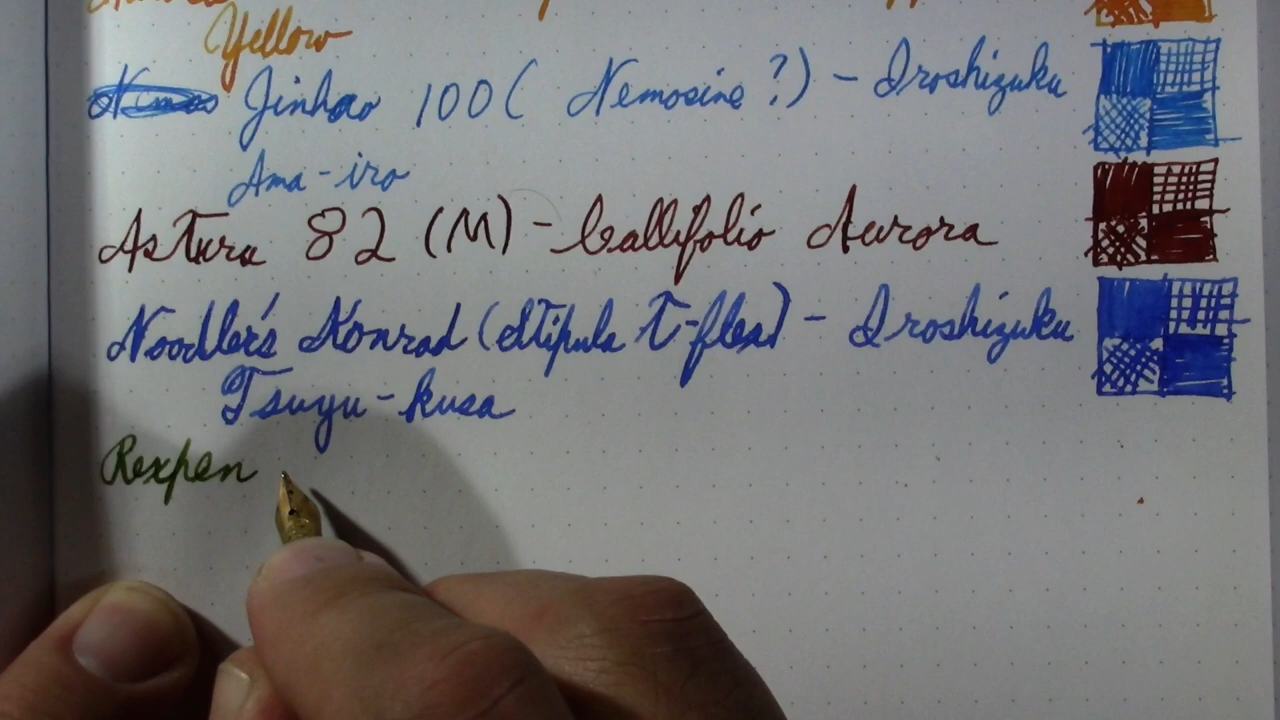 Yellow
Jinhao 100 ( Nemosine ? ) - Iroshizuku
Ama-iro
Astura 82 (M) - Callifolio Aurora
Noodler's Konrad (Stipula T-flex) - Iroshizuku
Tsuyu-kusa
Rexpen